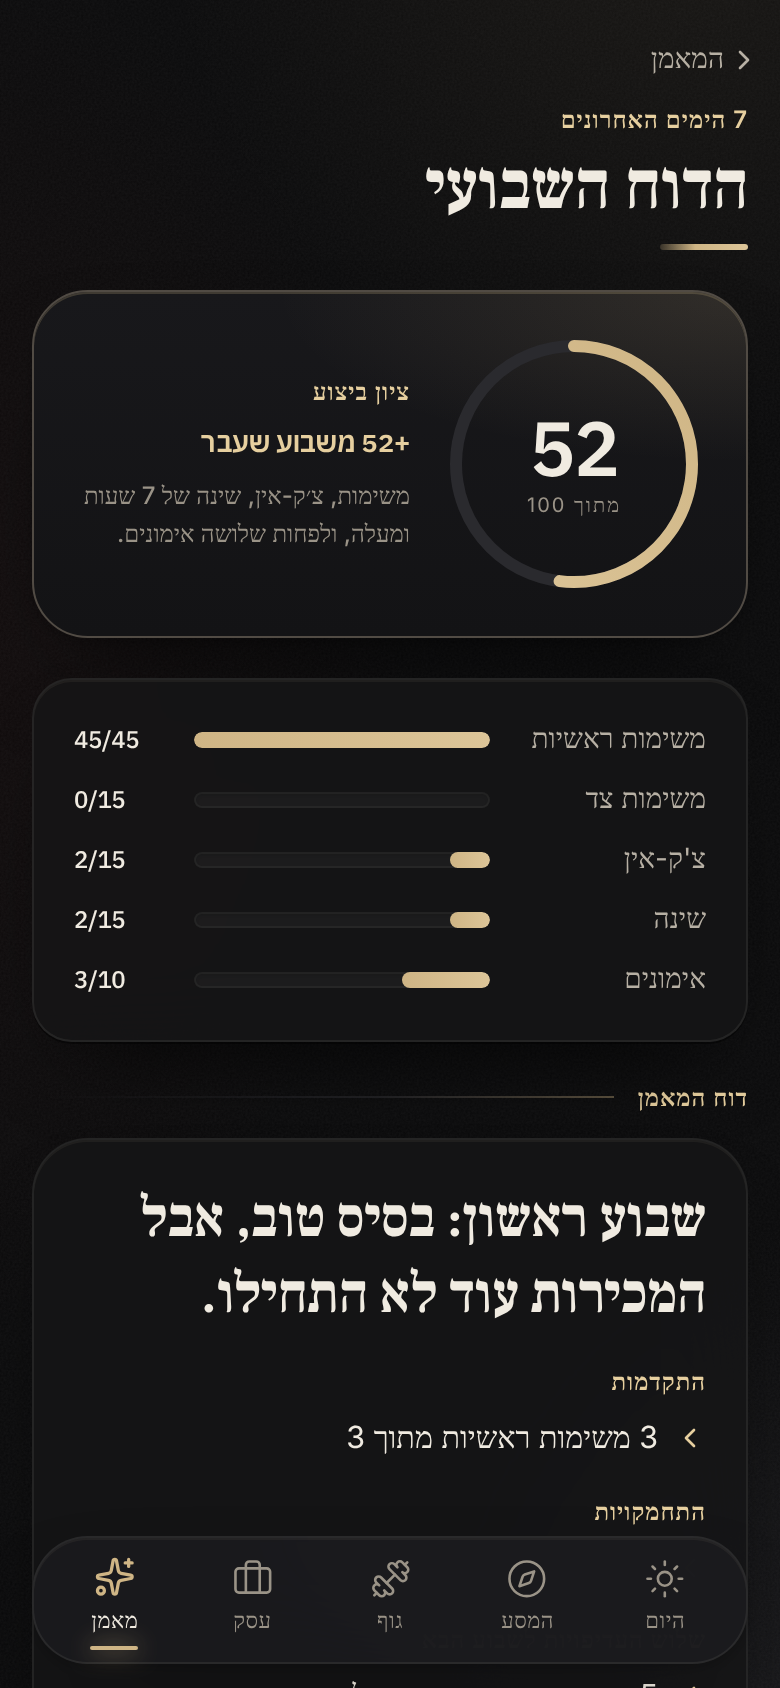 המאמן
7 הימים האחרונים
הדוח השבועי
52
מתוך 100
ציון ביצוע
+52 משבוע שעבר
משימות, צ׳ק-אין, שינה של 7 שעות
ומעלה, ולפחות שלושה אימונים.
משימות ראשיות 45/45
משימות צד 0/15
צ'ק-אין 2/15
שינה 2/15
אימונים 3/10
דוח המאמן
שבוע ראשון: בסיס טוב, אבל
המכירות עוד לא התחילו.
התקדמות
3 משימות ראשיות מתוך 3
התחמקויות
היום
המסע
גוף
עסק
מאמן